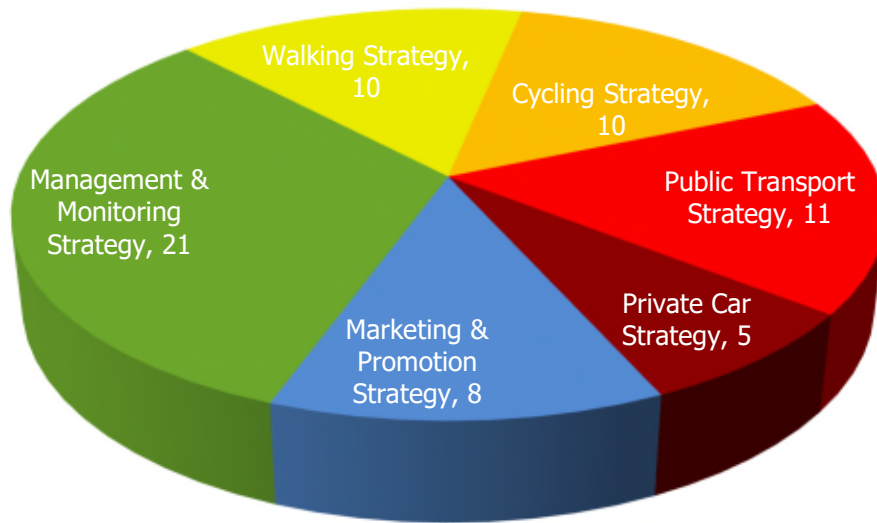 Walking Strategy,
10
Cycling Strategy,
10
Public Transport
Strategy, 11
Private Car
Strategy, 5
Marketing &
Promotion
Strategy, 8
Management &
Monitoring
Strategy, 21